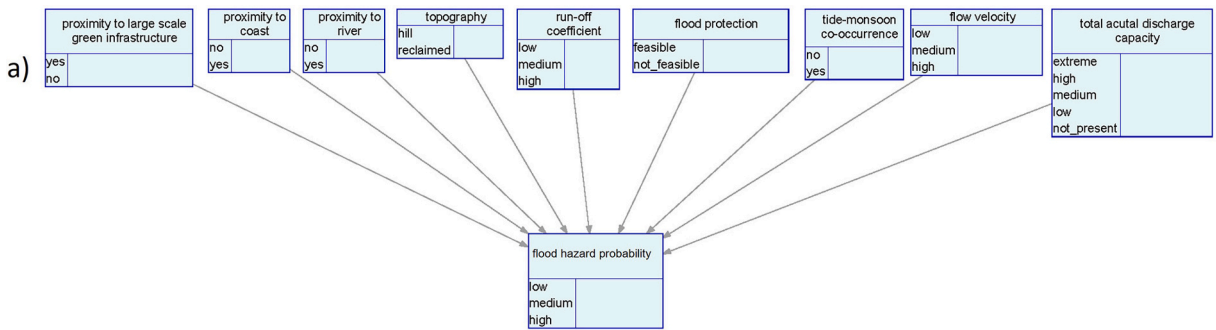 a)
proximity to large scale
green infrastructure
yes
no
proximity to
coast
no
yes
proximity to
river
no
yes
topography
hill
reclaimed
run-off
coefficient
low
medium
high
flood protection
feasible
not_feasible
tide-monsoon
co-occurrence
no
yes
flow velocity
low
medium
high
total acutal discharge
capacity
extreme
high
medium
low
not_present
flood hazard probability
low
medium
high